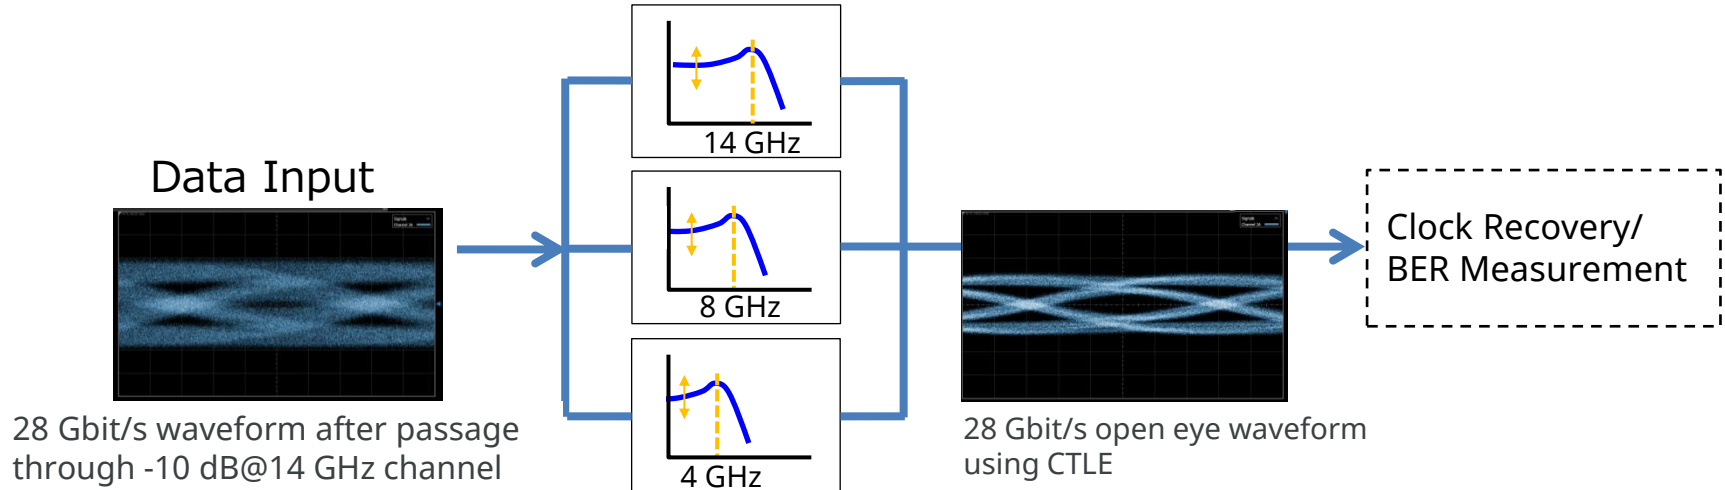 14 GHz
Data Input
8 GHz
Clock Recovery/
BER Measurement
28 Gbit/s waveform after passage
through -10 dB@14 GHz channel
28 Gbit/s open eye waveform
using CTLE
4 GHz